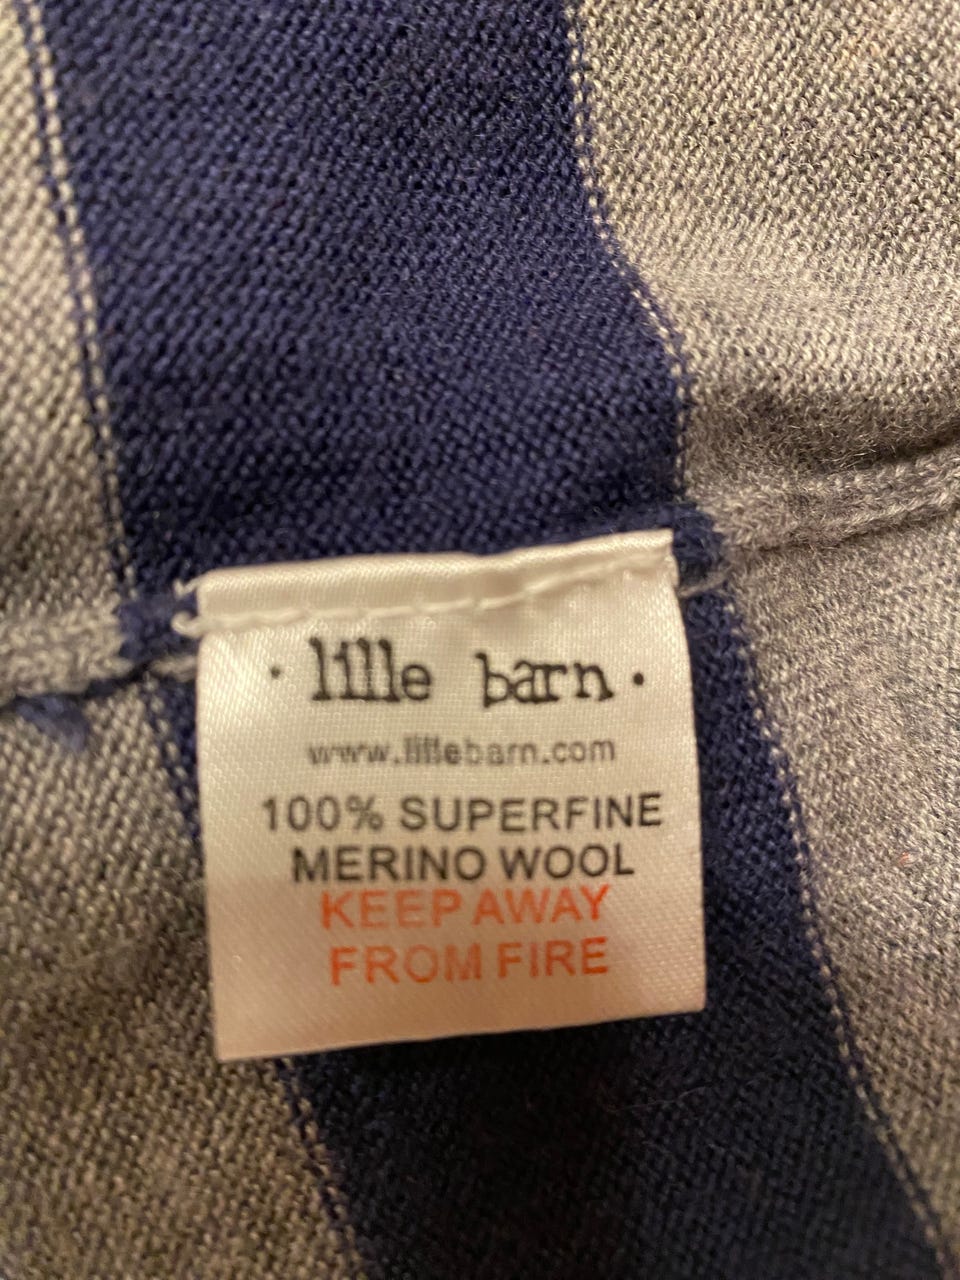 · lille barn ·
www.lillebarn.com
100% SUPERFINE
MERINO WOOL
KEEP AWAY
FROM FIRE